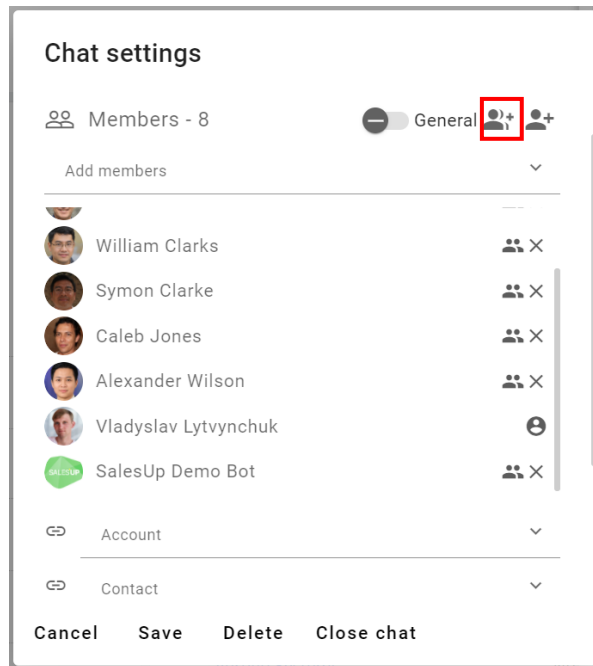 Chat settings
Members - 8 General
Add members
William Clarks
Symon Clarke
Caleb Jones
Alexander Wilson
Vladyslav Lytvynchuk
SALESUP SalesUp Demo Bot
Account
Contact
Cancel Save Delete Close chat